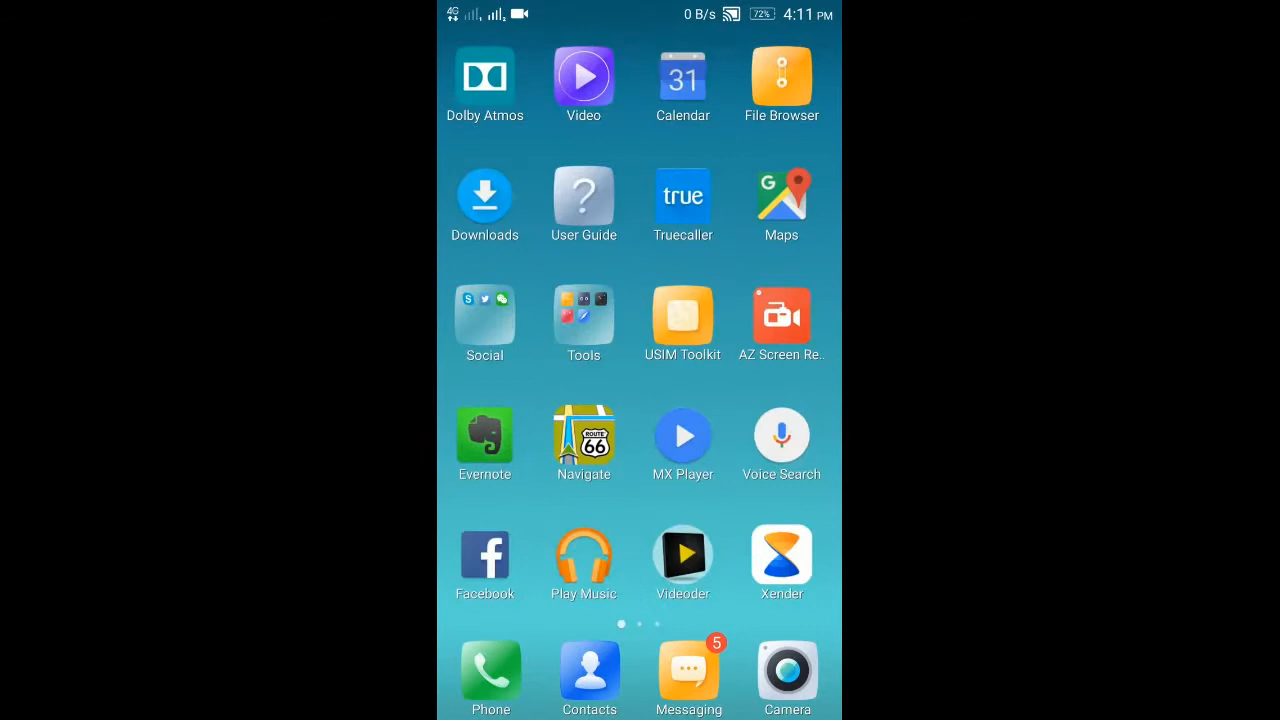 4G 1 2 0 B/s 72% 4:11 PM
31
Dolby Atmos Video Calendar File Browser
? true G
Downloads User Guide Truecaller Maps
S
Social Tools USIM Toolkit AZ Screen Re..
ROUTE
66
Evernote Navigate MX Player Voice Search
f
Facebook Play Music Videoder Xender
5
Phone Contacts Messaging Camera